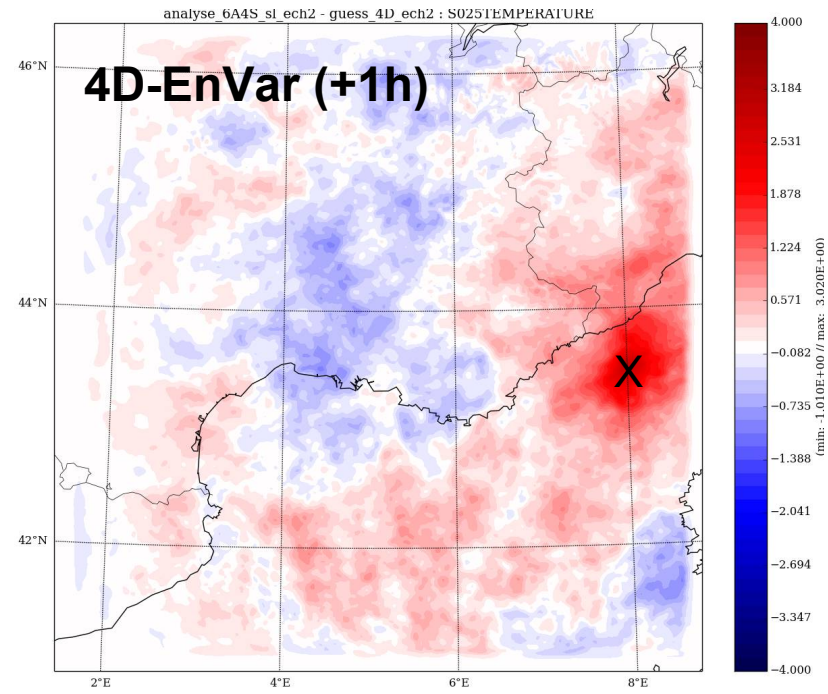 analyse_6A4S_sl_ech2 - guess_4D_ech2 : S025TEMPERATURE
4D-EnVar (+1h)
46°N
44°N
42°N
2°E
4°E
6°E
8°E
X
4.000
3.184
2.531
1.878
1.224
0.571
−0.082
−0.735
−1.388
−2.041
−2.694
−3.347
−4.000
(min: -1.010E+00 // max: 3.020E+00)